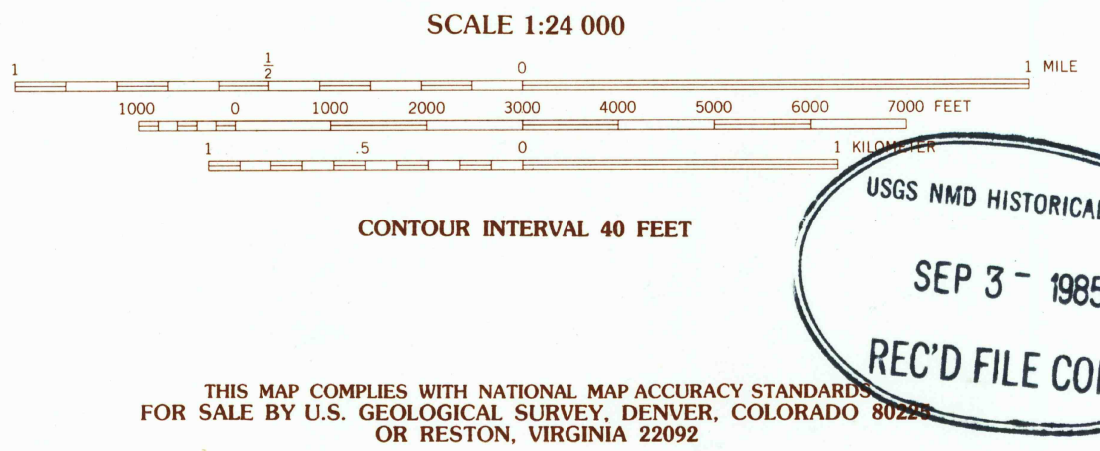 SCALE 1:24 000
1 1/2 0 1 MILE
1000 0 1000 2000 3000 4000 5000 6000 7000 FEET
1 .5 0 1 KILOMETER
CONTOUR INTERVAL 40 FEET
USGS NMD HISTORICAL
SEP 3 - 1985
REC'D FILE
THIS MAP COMPLIES WITH NATIONAL MAP ACCURACY STANDARDS
FOR SALE BY U.S. GEOLOGICAL SURVEY, DENVER, COLORADO 80225
OR RESTON, VIRGINIA 22092